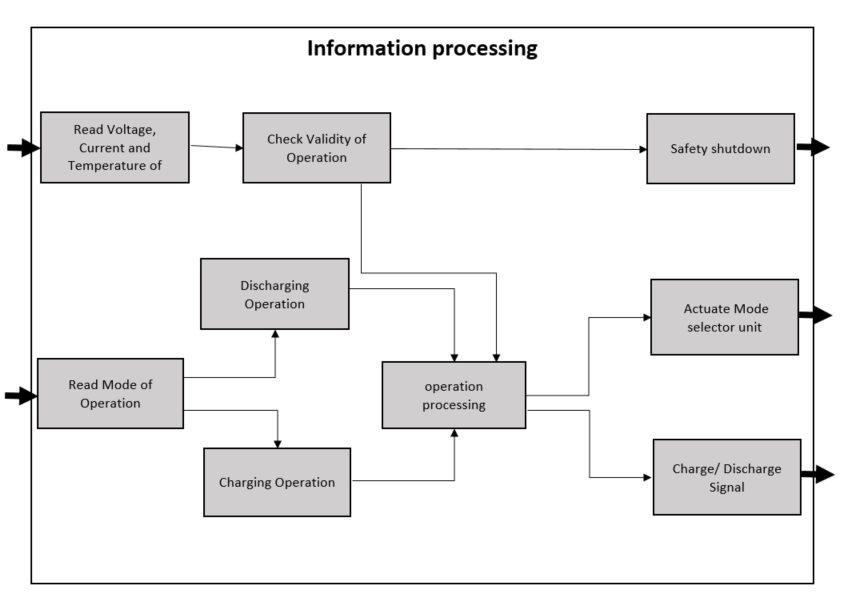 Information processing
Read Voltage,
Current and
Temperature of
Check Validity of
Operation
Safety shutdown
Discharging
Operation
Actuate Mode
selector unit
Read Mode of
Operation
operation
processing
Charging Operation
Charge/ Discharge
Signal